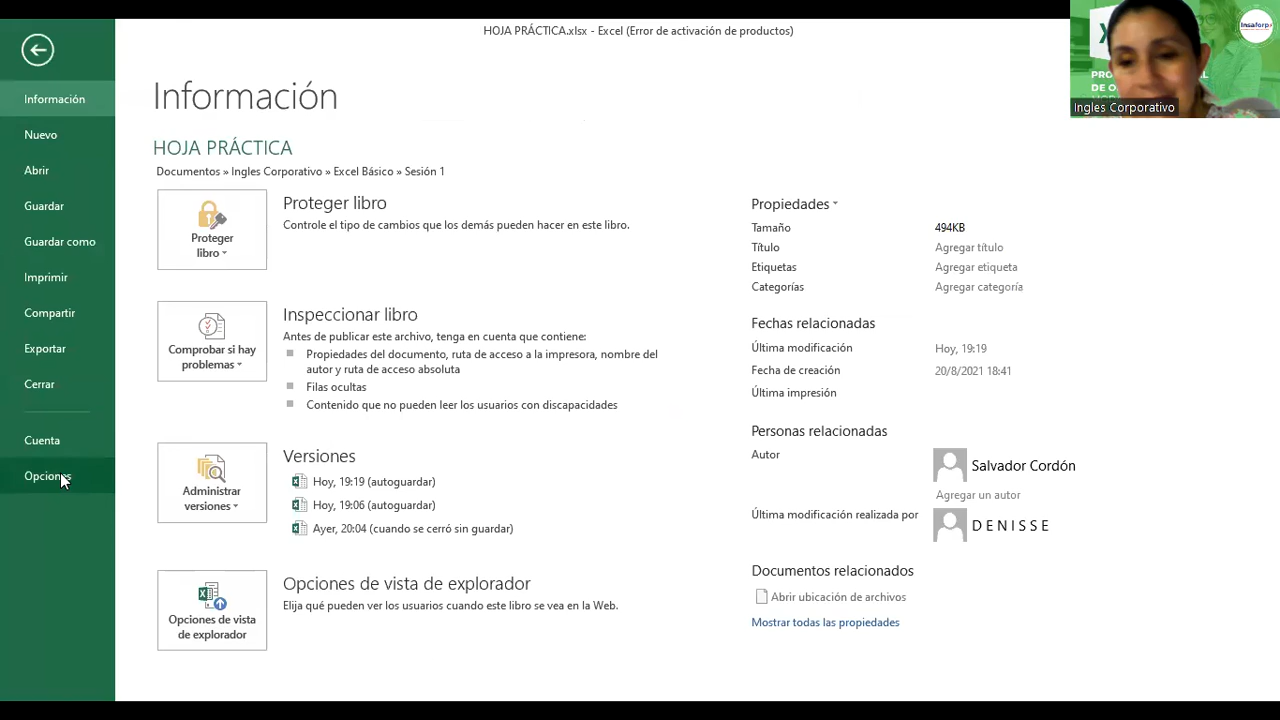 HOJA PRÁCTICA.xlsx - Excel (Error de activación de productos)
Insaforp
Ingles Corporativo
Información
Nuevo
Abrir
Guardar
Guardar como
Imprimir
Compartir
Exportar
Cerrar
Cuenta
Opciones
Información
HOJA PRÁCTICA
Documentos » Ingles Corporativo » Excel Básico » Sesión 1
Proteger
libro
Proteger libro
Controle el tipo de cambios que los demás pueden hacer en este libro.
Comprobar si hay
problemas
Inspeccionar libro
Antes de publicar este archivo, tenga en cuenta que contiene:
Propiedades del documento, ruta de acceso a la impresora, nombre del
autor y ruta de acceso absoluta
Filas ocultas
Contenido que no pueden leer los usuarios con discapacidades
Administrar
versiones
Versiones
Hoy, 19:19 (autoguardar)
Hoy, 19:06 (autoguardar)
Ayer, 20:04 (cuando se cerró sin guardar)
Opciones de vista
de explorador
Opciones de vista de explorador
Elija qué pueden ver los usuarios cuando este libro se vea en la Web.
Propiedades
Tamaño 494KB
Título Agregar título
Etiquetas Agregar etiqueta
Categorías Agregar categoría
Fechas relacionadas
Última modificación Hoy, 19:19
Fecha de creación 20/8/2021 18:41
Última impresión
Personas relacionadas
Autor Salvador Cordón
Agregar un autor
Última modificación realizada por D E N I S S E
Documentos relacionados
Abrir ubicación de archivos
Mostrar todas las propiedades